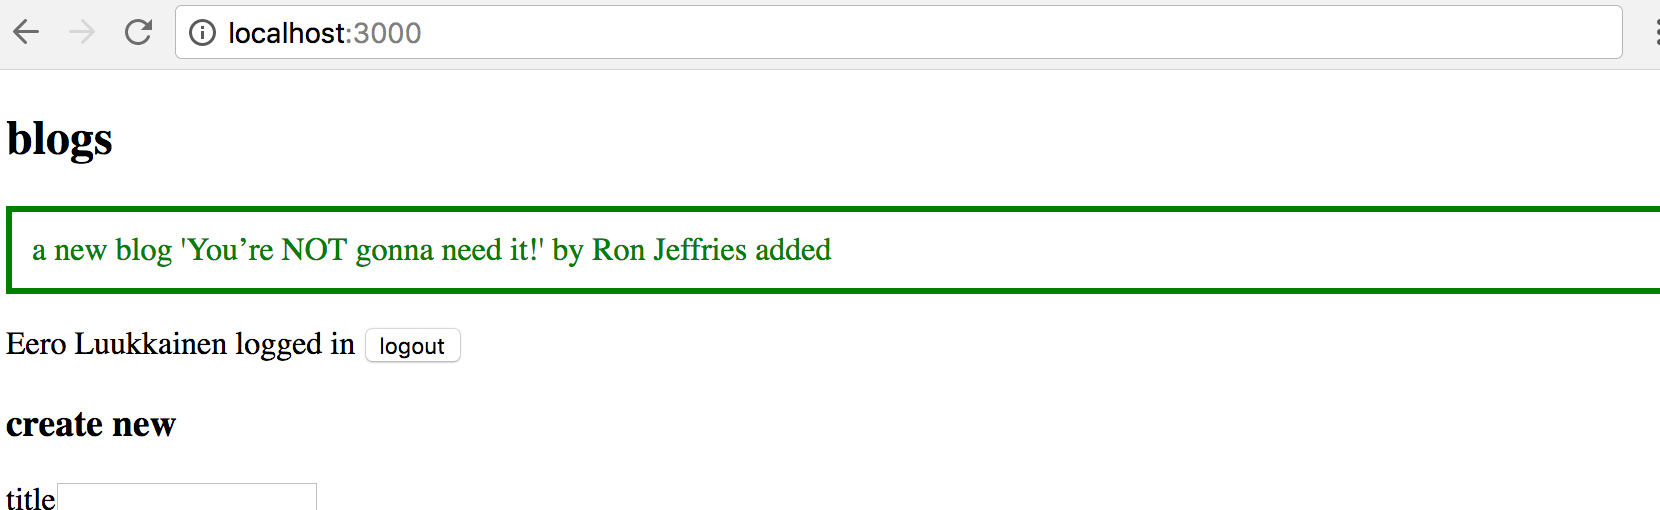 localhost:3000
blogs
a new blog 'You’re NOT gonna need it!' by Ron Jeffries added
Eero Luukkainen logged in logout
create new
title